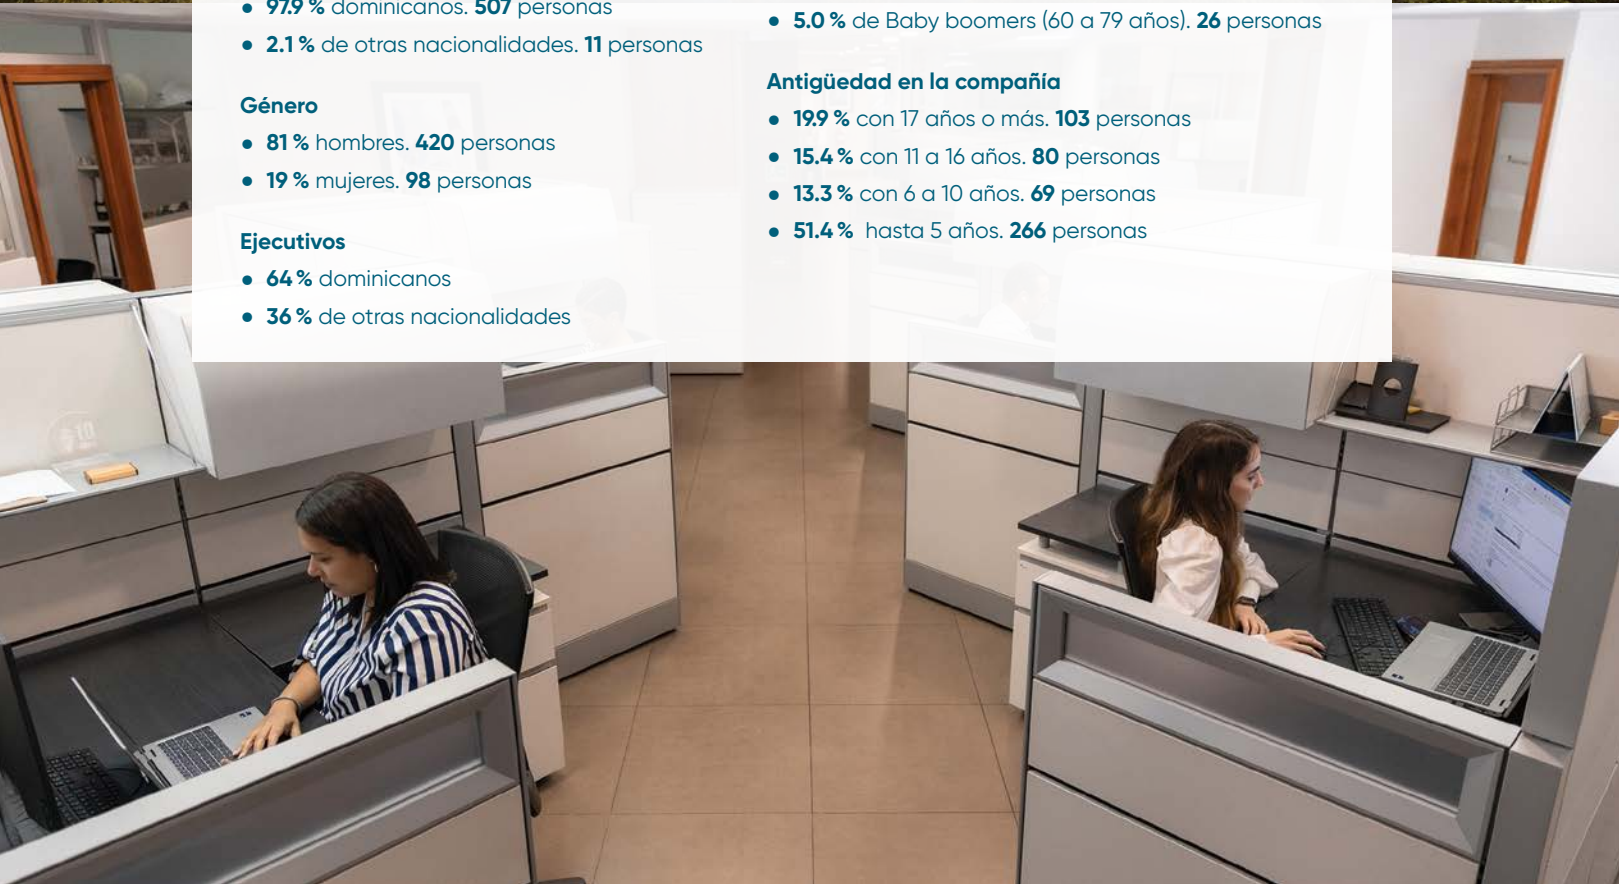 97.9 % dominicanos. 507 personas
2.1 % de otras nacionalidades. 11 personas
Género
81 % hombres. 420 personas
19 % mujeres. 98 personas
Ejecutivos
64 % dominicanos
36 % de otras nacionalidades
5.0 % de Baby boomers (60 a 79 años). 26 personas
Antigüedad en la compañía
19.9 % con 17 años o más. 103 personas
15.4 % con 11 a 16 años. 80 personas
13.3 % con 6 a 10 años. 69 personas
51.4 % hasta 5 años. 266 personas